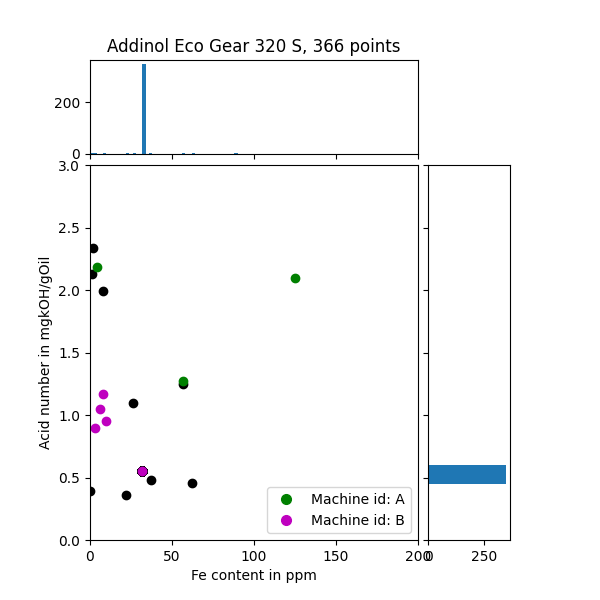 Addinol Eco Gear 320 S, 366 points
200
0
3.0
2.5
2.0
1.5
1.0
0.5
0.0
Acid number in mgkOH/gOil
Machine id: A
Machine id: B
0 50 100 150 200
0 250
Fe content in ppm